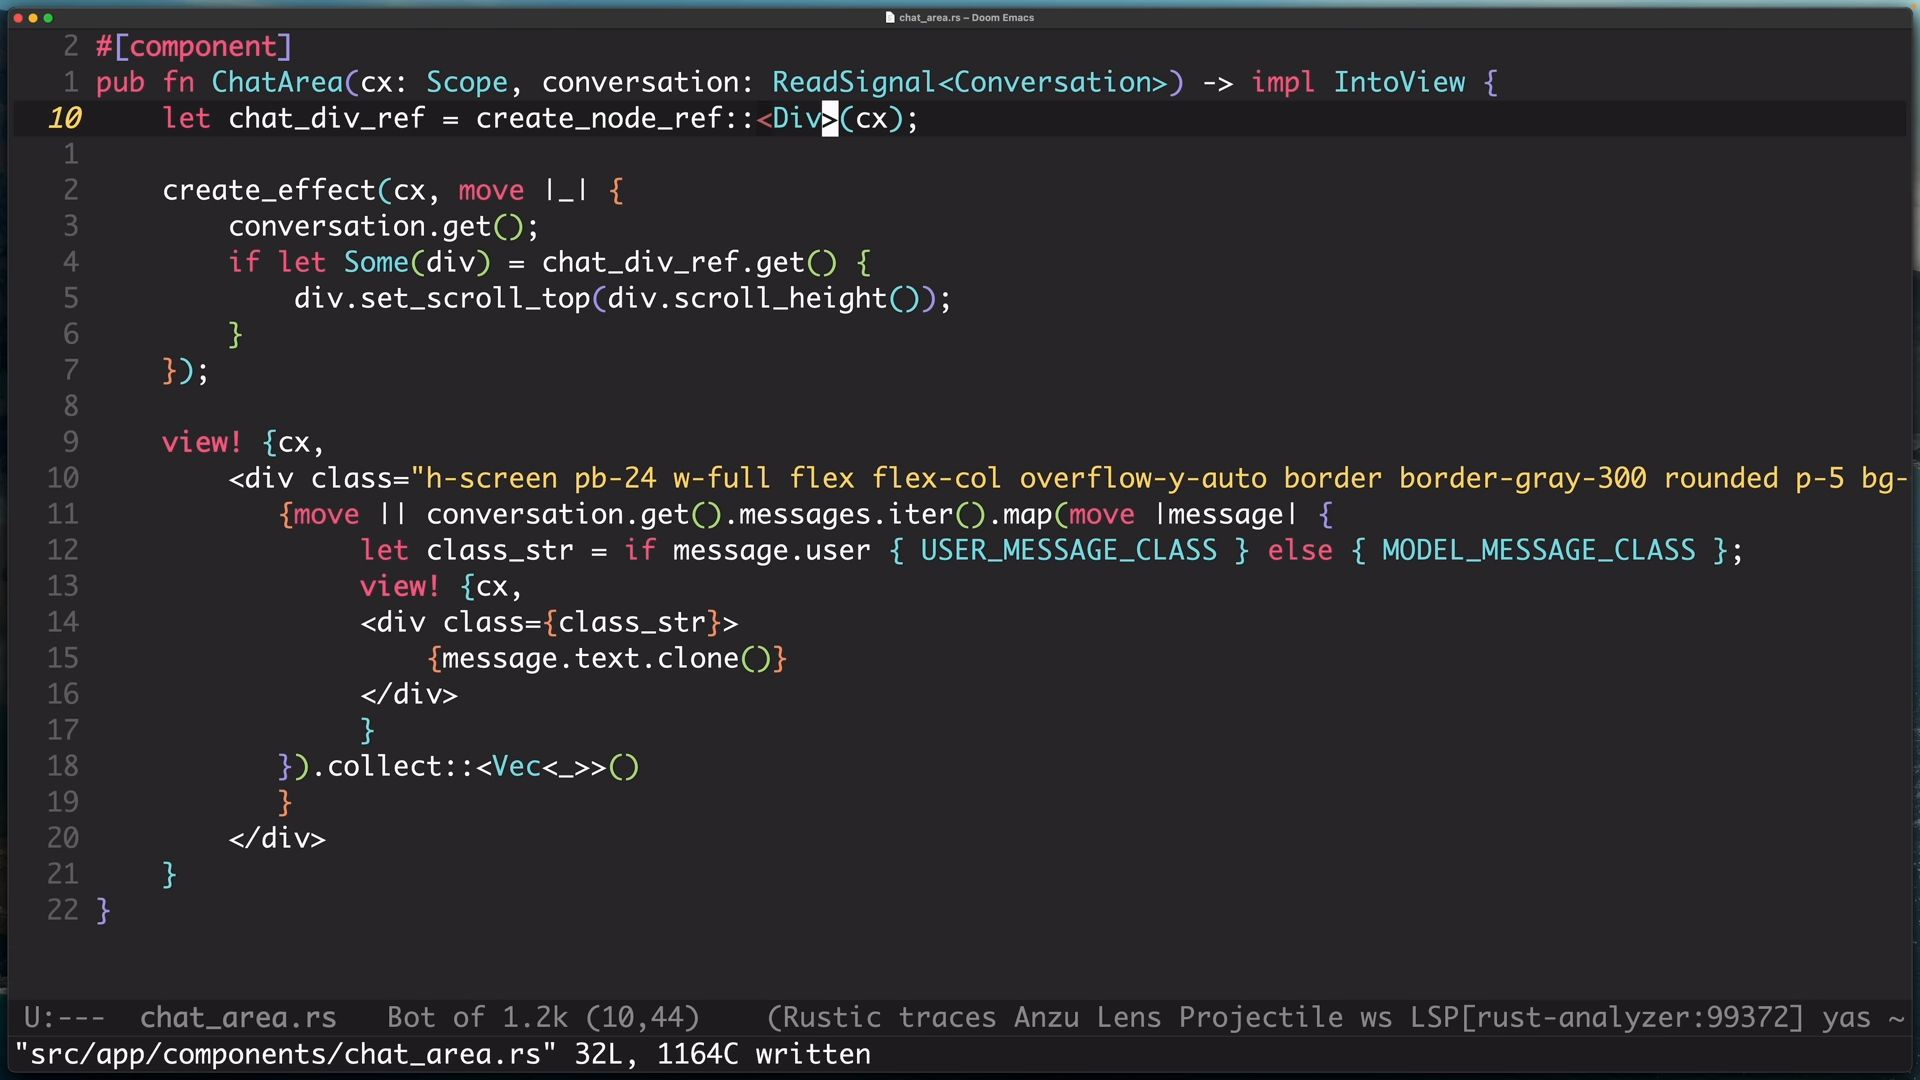 chat_area.rs – Doom Emacs
2 #[component]
1 pub fn ChatArea(cx: Scope, conversation: ReadSignal<Conversation>) -> impl IntoView {
10 let chat_div_ref = create_node_ref::<Div>(cx);
1
2 create_effect(cx, move |_| {
3 conversation.get();
4 if let Some(div) = chat_div_ref.get() {
5 div.set_scroll_top(div.scroll_height());
6 }
7 });
8
9 view! {cx,
10 <div class="h-screen pb-24 w-full flex flex-col overflow-y-auto border border-gray-300 rounded p-5 bg-
11 {move || conversation.get().messages.iter().map(move |message| {
12 let class_str = if message.user { USER_MESSAGE_CLASS } else { MODEL_MESSAGE_CLASS };
13 view! {cx,
14 <div class={class_str}>
15 {message.text.clone()}
16 </div>
17 }
18 }).collect::<Vec<_>>()
19 }
20 </div>
21 }
22 }
U:--- chat_area.rs Bot of 1.2k (10,44) (Rustic traces Anzu Lens Projectile ws LSP[rust-analyzer:99372] yas ~
"src/app/components/chat_area.rs" 32L, 1164C written